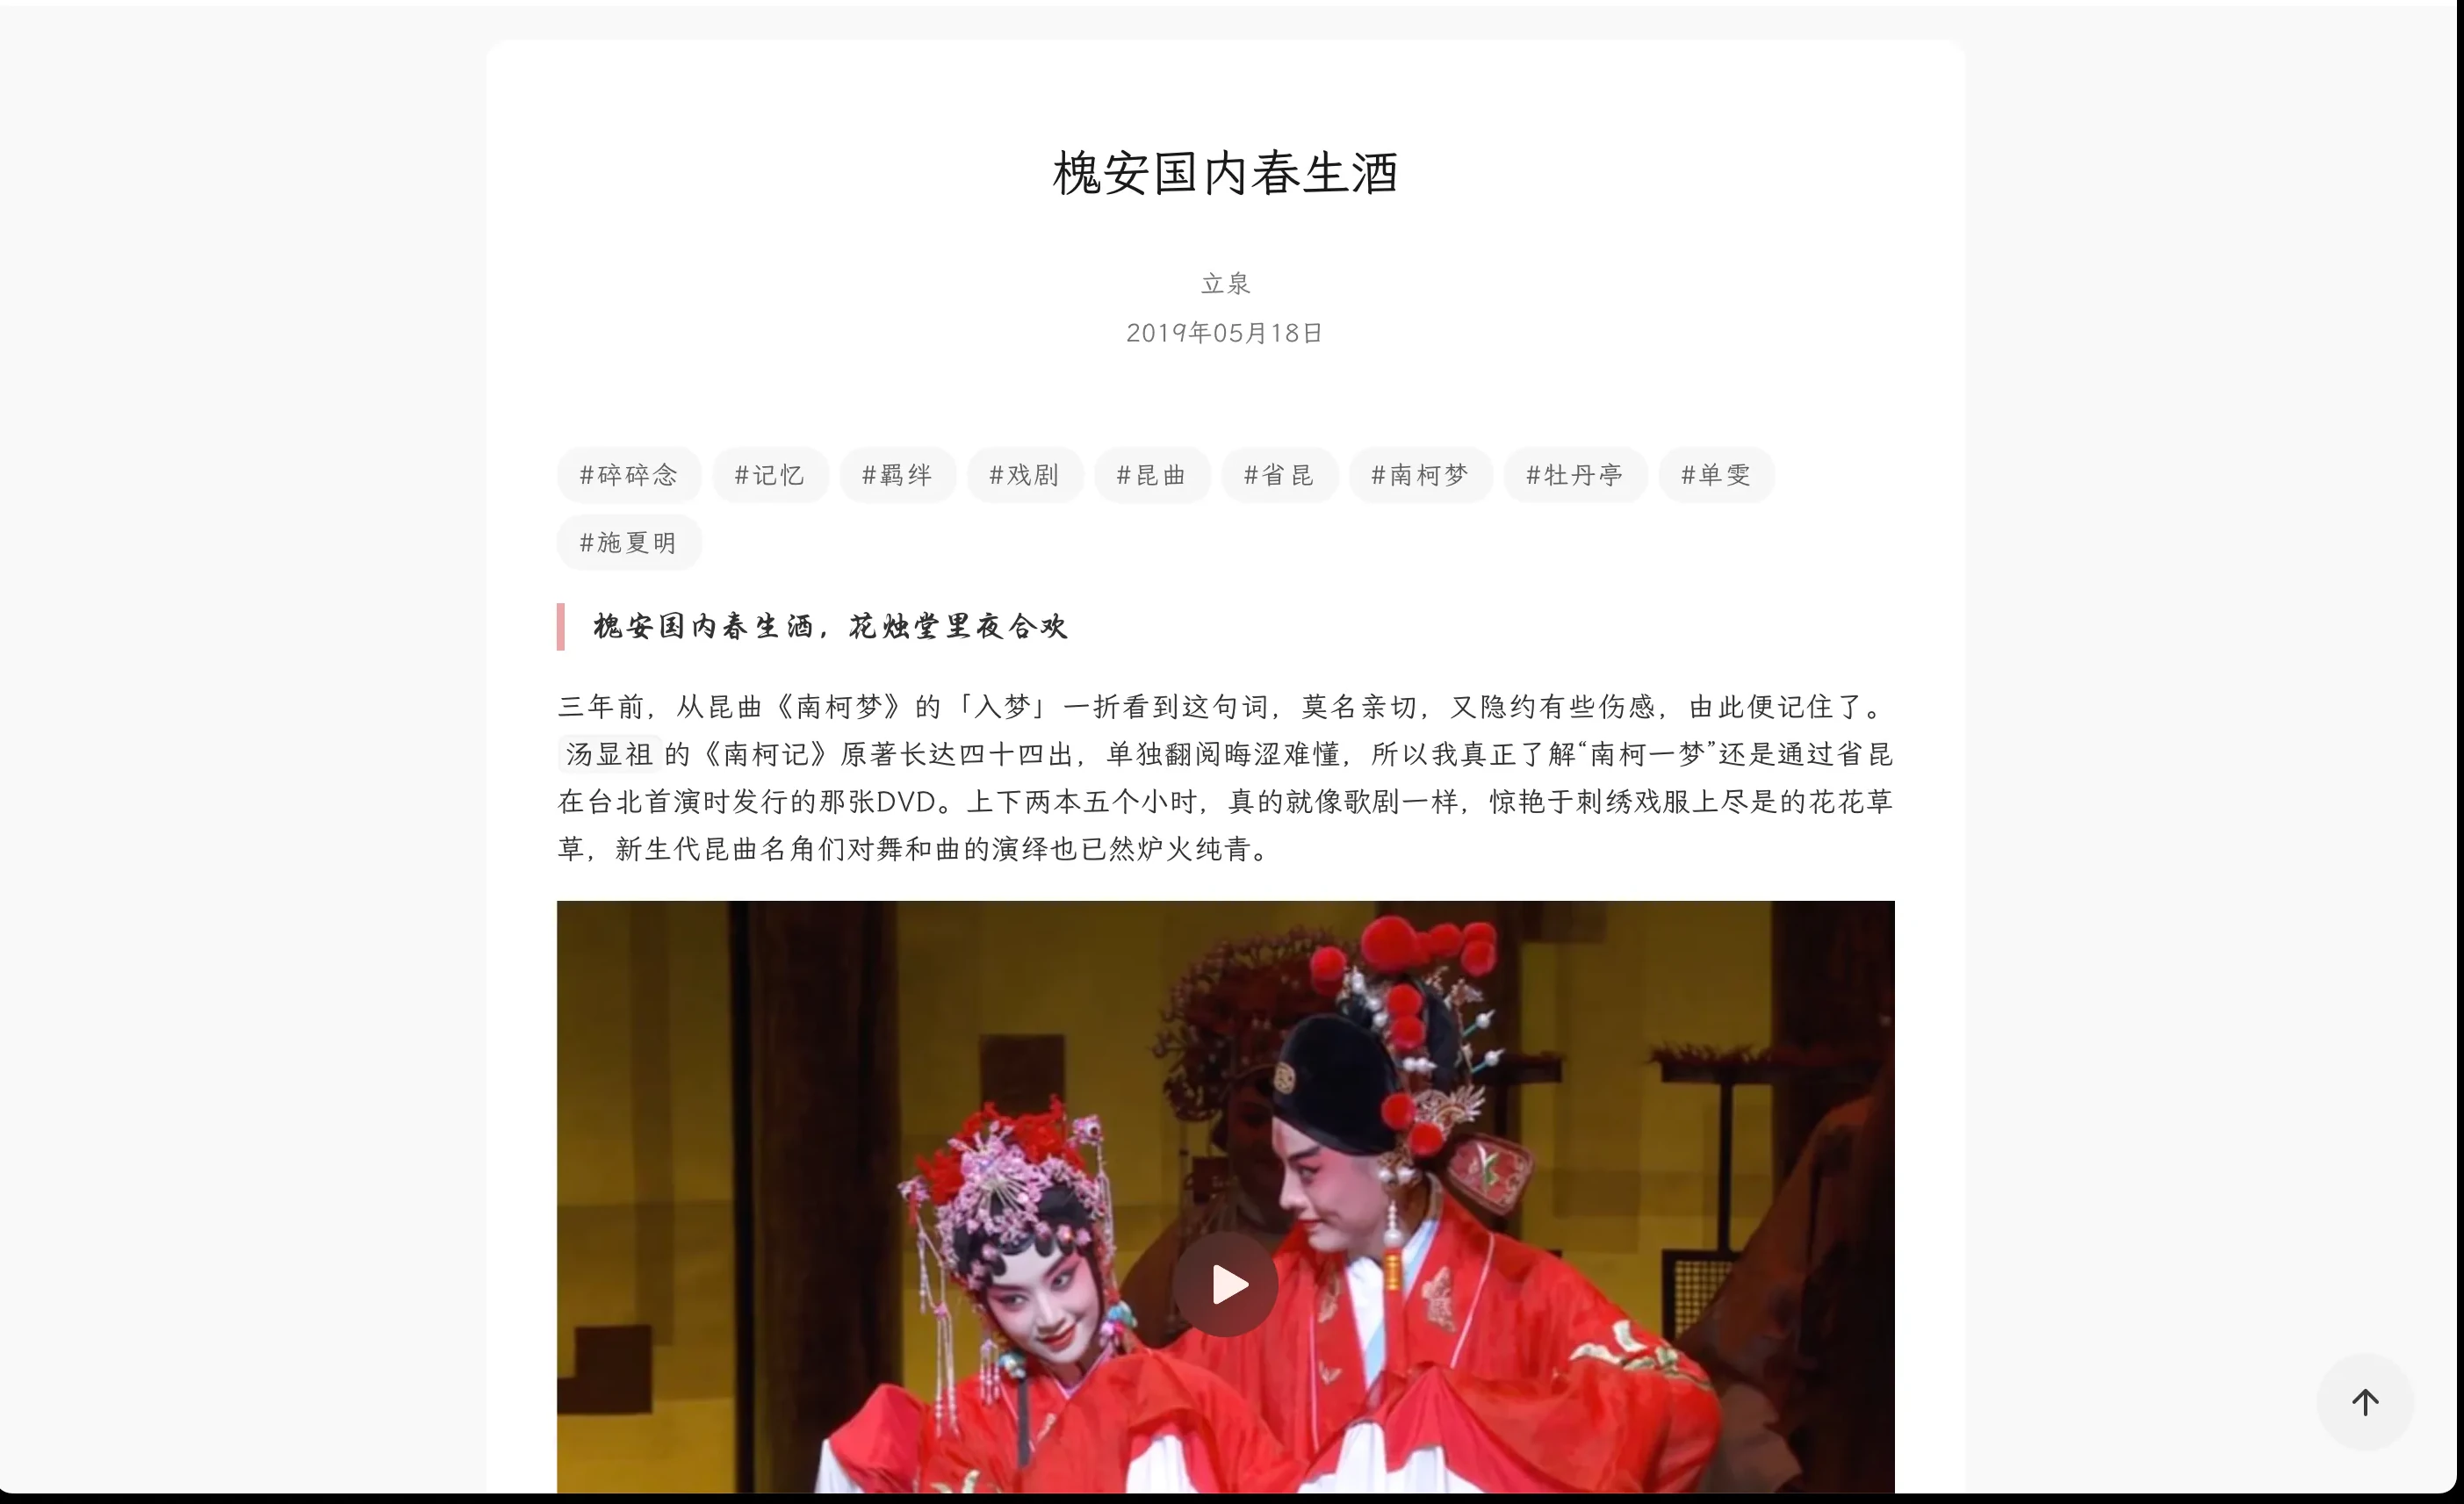 槐安国内春生酒
立泉
2019年05月18日
#碎碎念 #记忆 #羁绊 #戏剧 #昆曲 #省昆 #南柯梦 #牡丹亭 #单雯
#施夏明
槐安国内春生酒，花烛堂里夜合欢
三年前，从昆曲《南柯梦》的「入梦」一折看到这句词，莫名亲切，又隐约有些伤感，由此便记住了。
汤显祖的《南柯记》原著长达四十四出，单独翻阅晦涩难懂，所以我真正了解“南柯一梦”还是通过省昆
在台北首演时发行的那张DVD。上下两本五个小时，真的就像歌剧一样，惊艳于刺绣戏服上尽是的花花草
草，新生代昆曲名角们对舞和曲的演绎也已然炉火纯青。